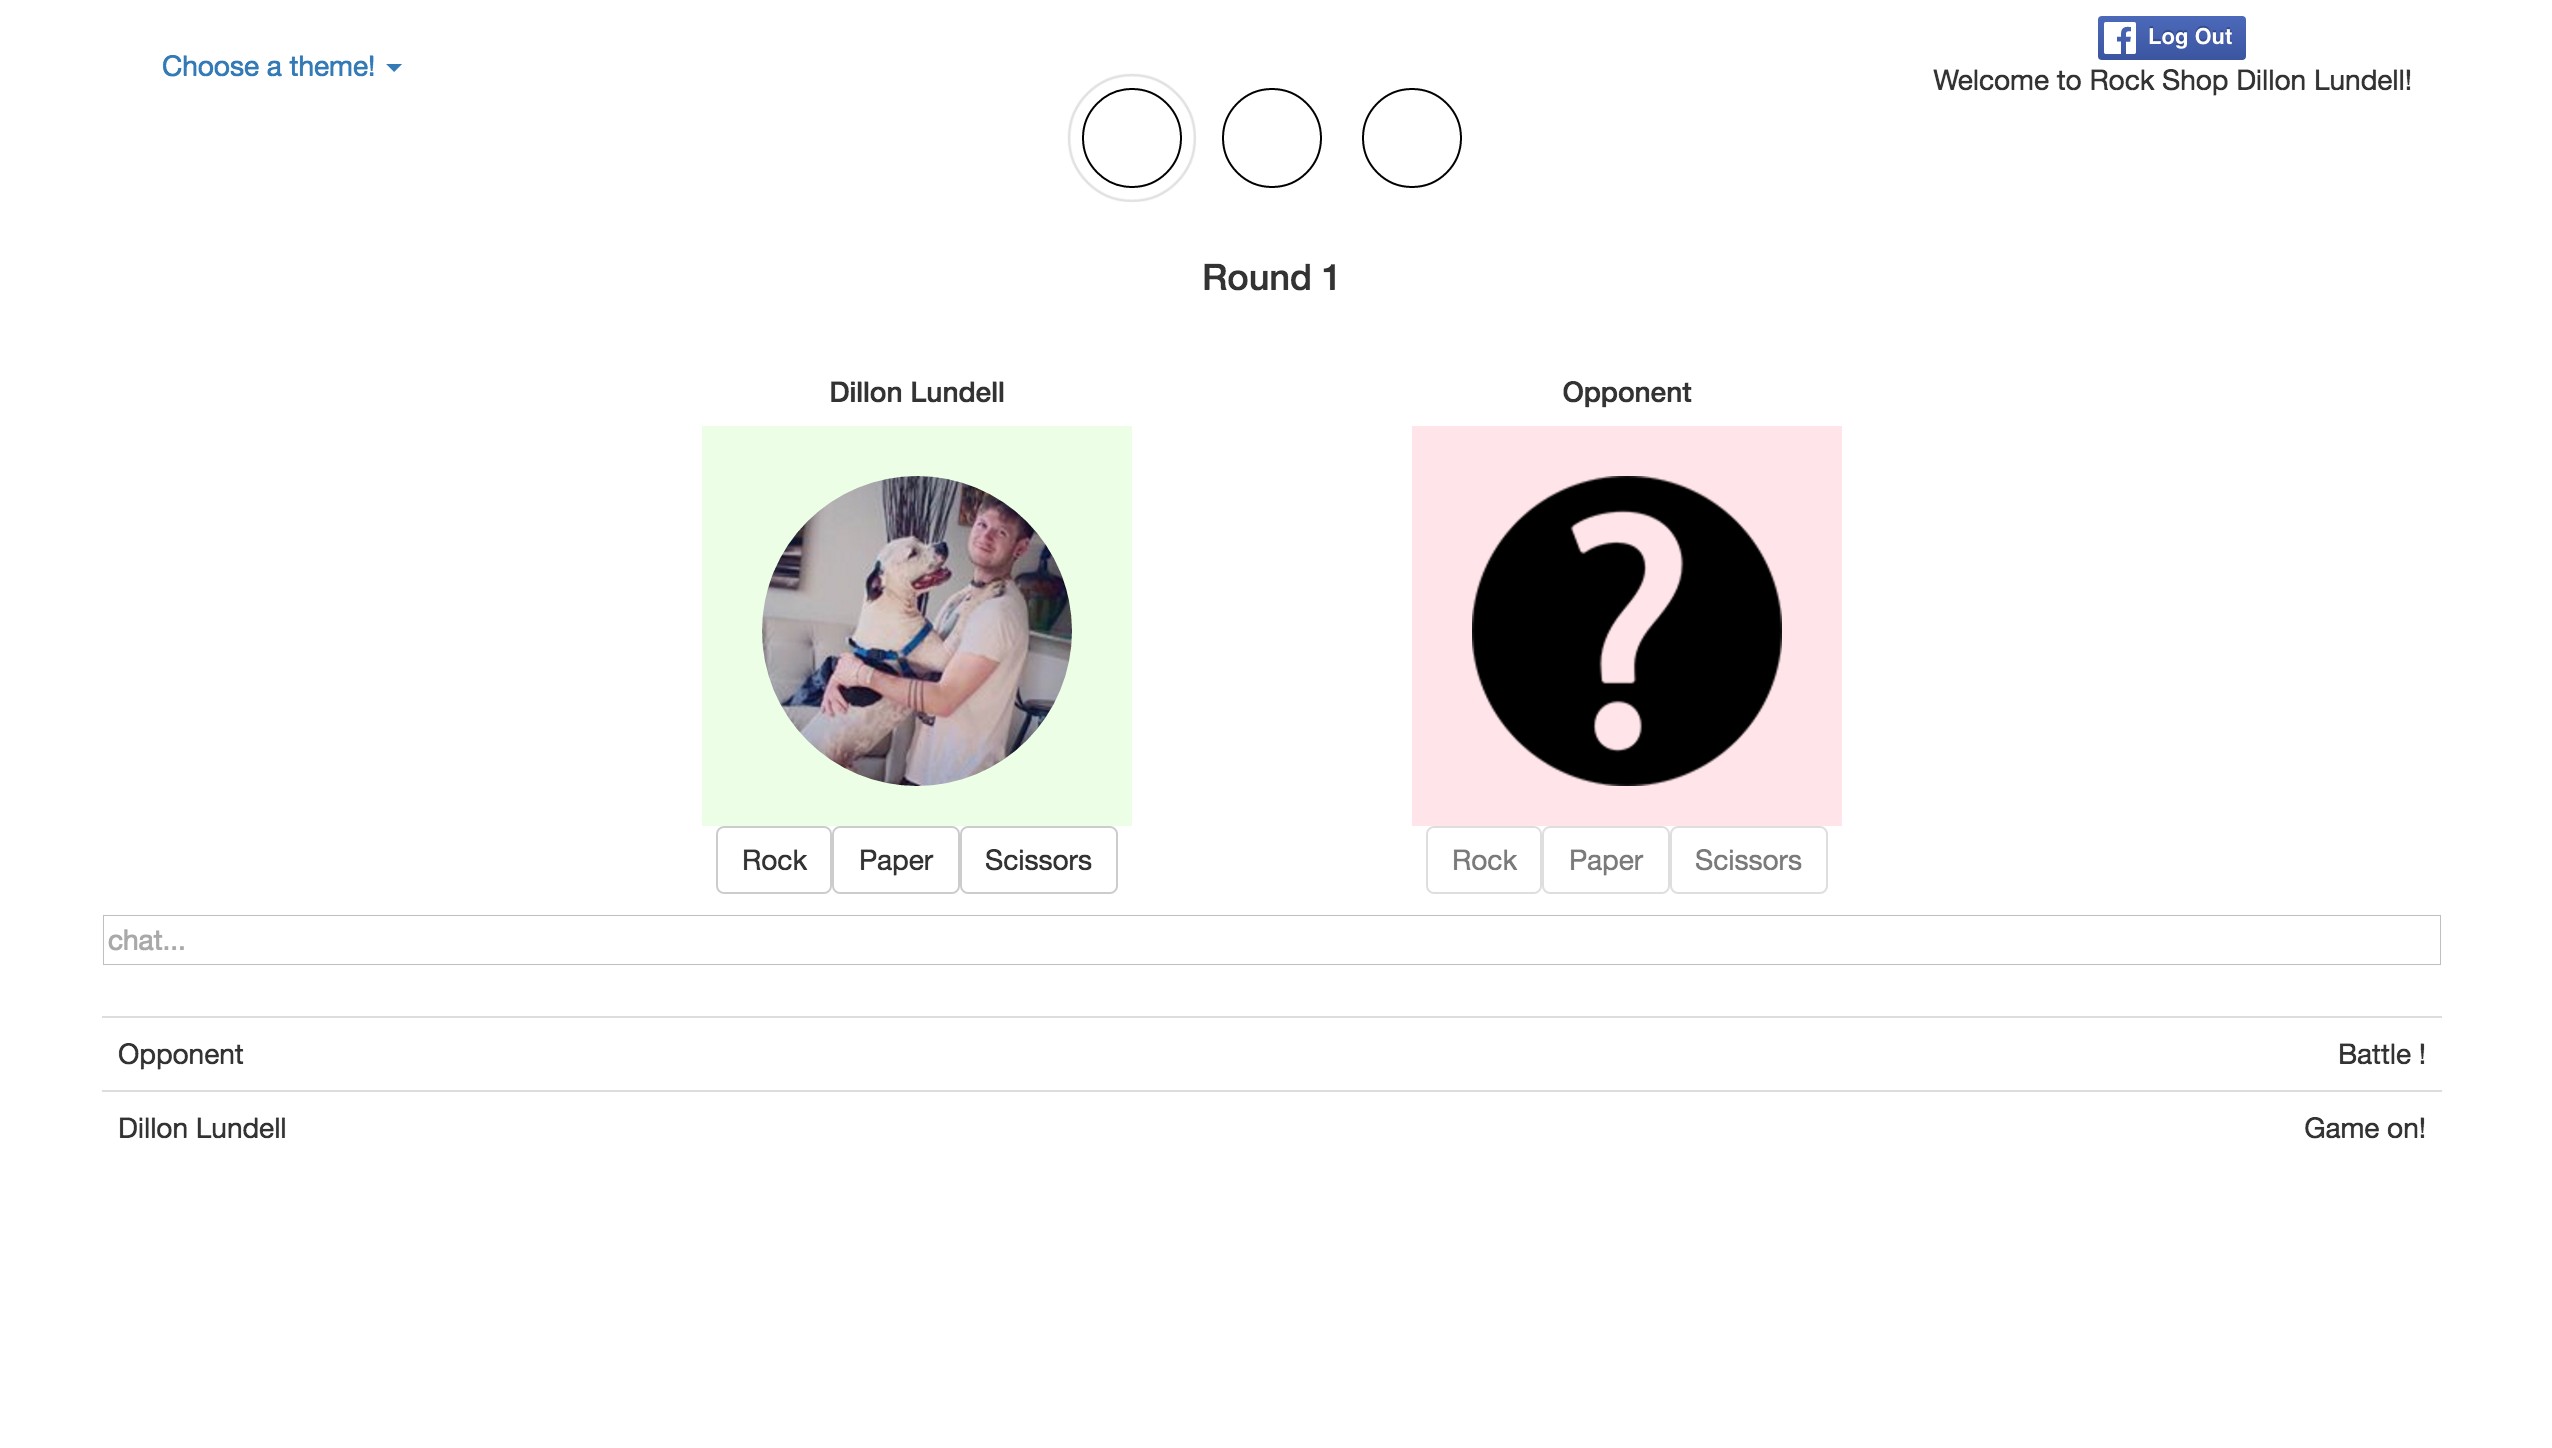 Choose a theme!
f Log Out
Welcome to Rock Shop Dillon Lundell!
Round 1
Dillon Lundell
Opponent
?
Rock Paper Scissors
Rock Paper Scissors
chat...
Opponent Battle !
Dillon Lundell Game on!